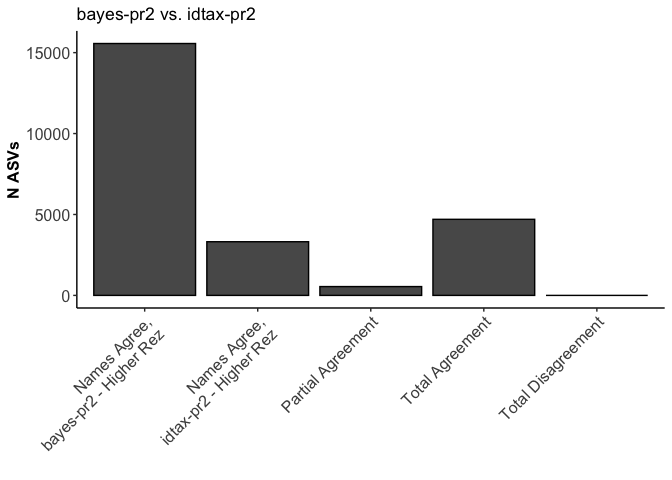 bayes-pr2 vs. idtax-pr2
N ASVs
15000
10000
5000
0
Names Agree,
bayes-pr2 - Higher Rez
Names Agree,
idtax-pr2 - Higher Rez
Partial Agreement
Total Agreement
Total Disagreement